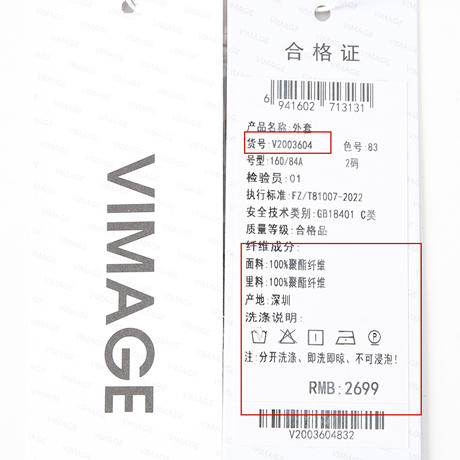 VIMAGE
合格证
6 941602 713131
产品名称:外套
货号:V2003604 色号:83
号型:160/84A 2码
检验员:01
执行标准:FZ/T81007-2022
安全技术类别:GB18401 C类
质量等级:合格品
纤维成分:
面料:100%聚酯纤维
里料:100%聚酯纤维
产地:深圳
洗涤说明:
注:分开洗涤、即洗即晾、不可浸泡!
RMB:2699
V2003604832